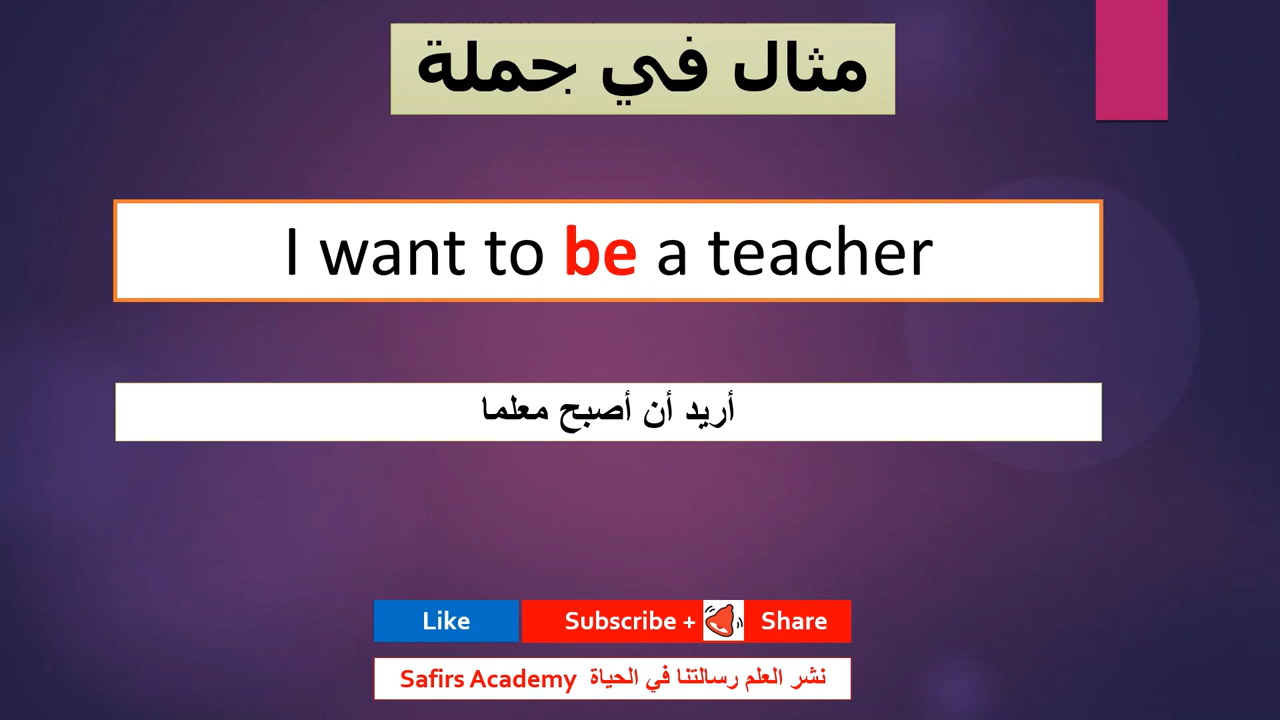 مثال في جملة
I want to be a teacher
أريد أن أصبح معلما
Like Subscribe + Share
Safirs Academy نشر العلم رسالتنا في الحياة